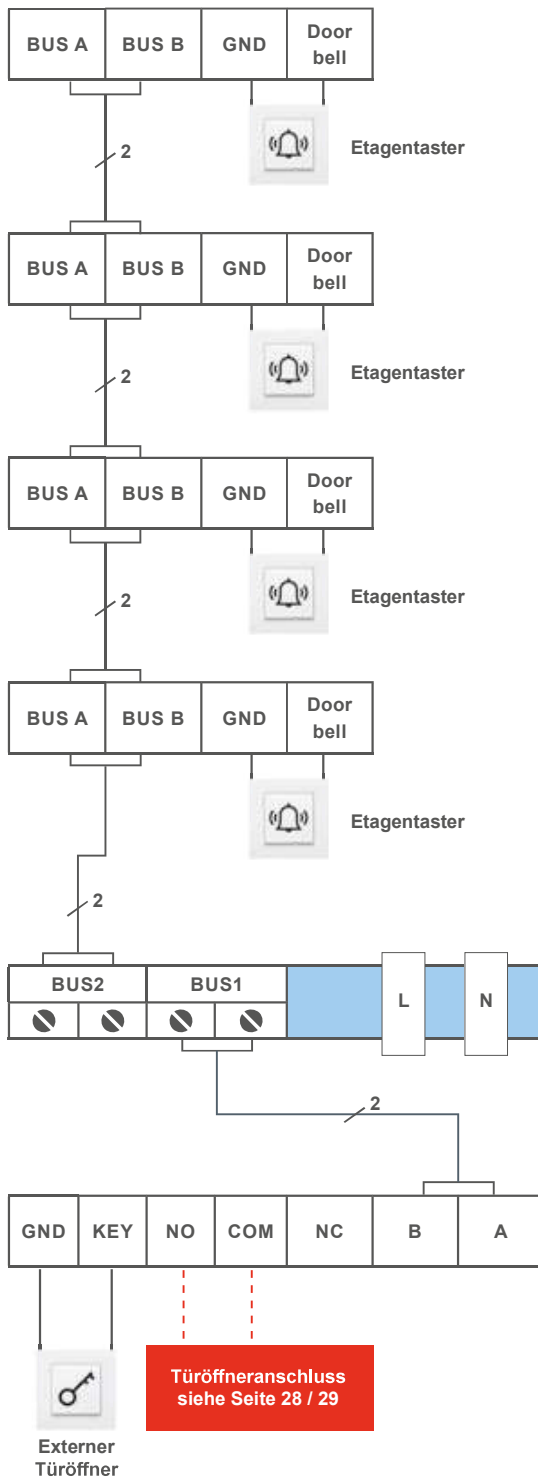 BUS A BUS B GND Door bell
Etagentaster
2
BUS A BUS B GND Door bell
Etagentaster
2
BUS A BUS B GND Door bell
Etagentaster
2
BUS A BUS B GND Door bell
Etagentaster
2
BUS2 BUS1 L N
2
GND KEY NO COM NC B A
Türöffneranschluss
siehe Seite 28 / 29
Externer
Türöffner